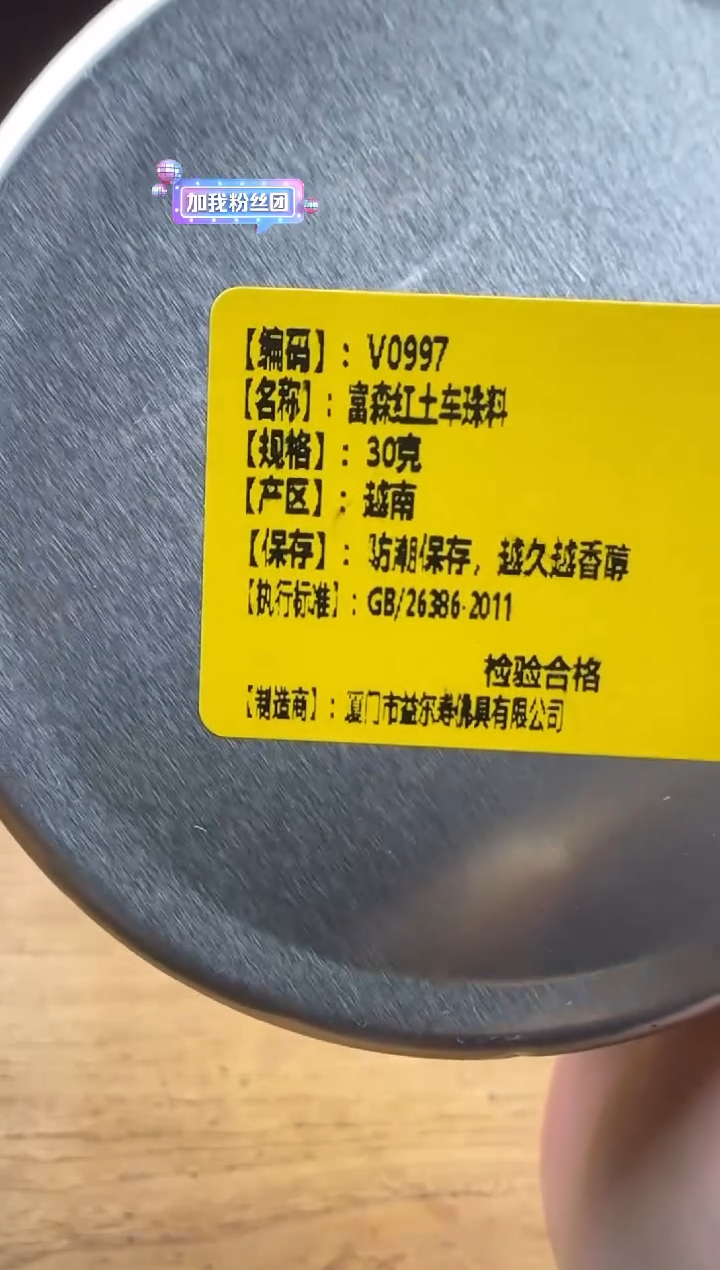 加我粉丝团
【编码】：V0997
【名称】：富森红土车珠料
【规格】：30克
【产区】：越南
【保存】：防潮保存，越久越香醇
【执行标准】：GB/26386-2011
检验合格
【制造商】：厦门市益尔寿佛具有限公司